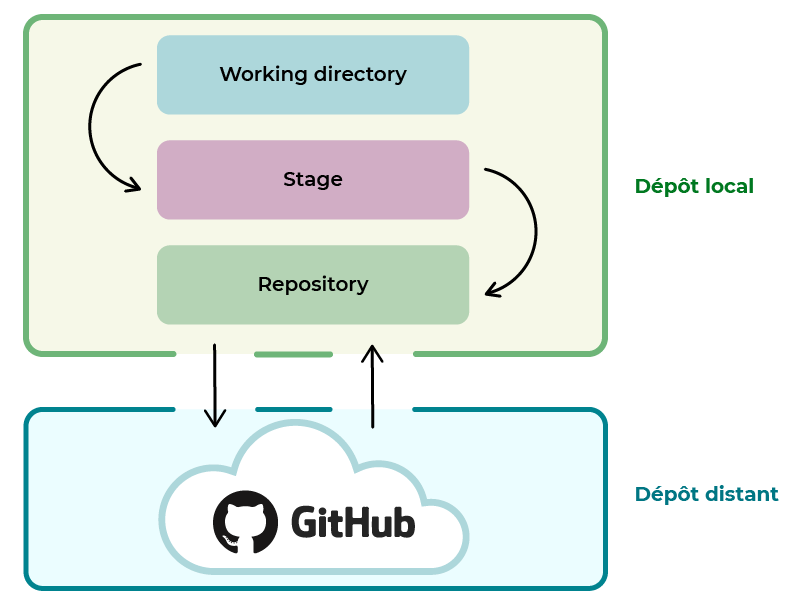 Working directory
Stage
Dépôt local
Repository
Dépôt distant
GitHub